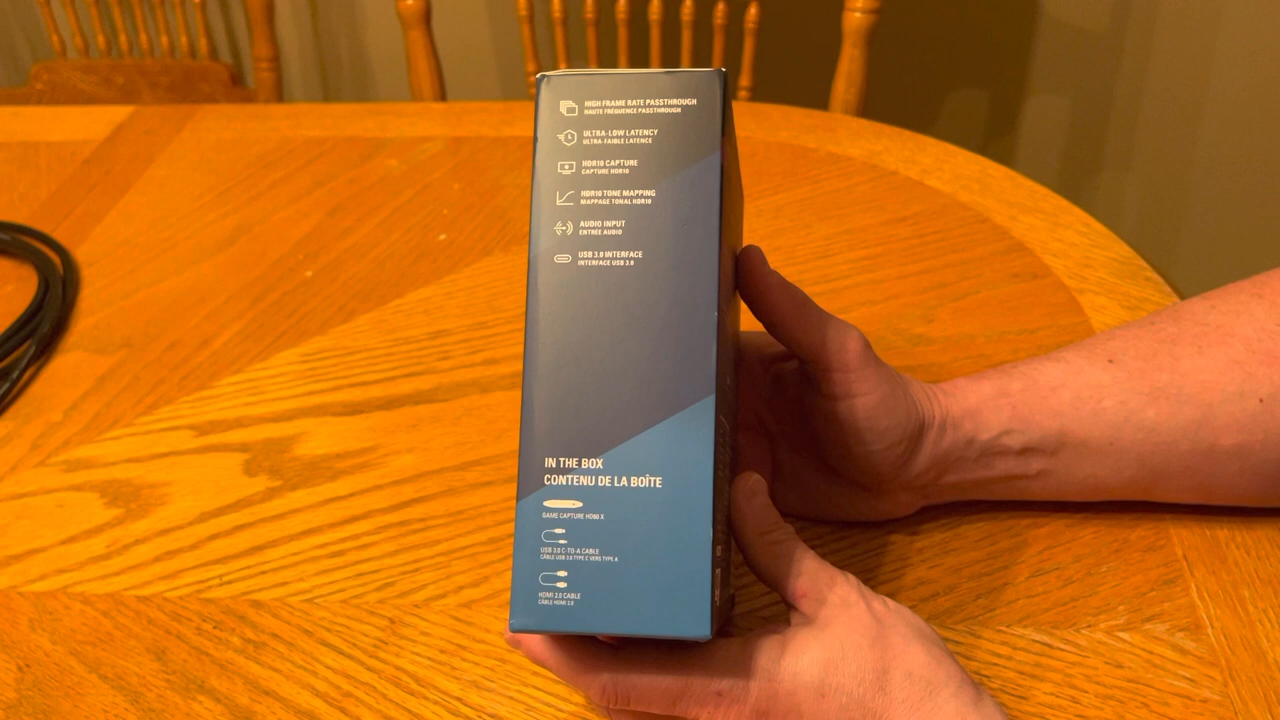 HIGH FRAME RATE PASSTHROUGH
HAUTE FRÉQUENCE PASSTHROUGH
ULTRA-LOW LATENCY
ULTRA-FAIBLE LATENCE
HDR10 CAPTURE
CAPTURE HDR10
HDR10 TONE MAPPING
MAPPAGE TONAL HDR10
AUDIO INPUT
ENTRÉE AUDIO
USB 3.0 INTERFACE
INTERFACE USB 3.0
IN THE BOX
CONTENU DE LA BOÎTE
GAME CAPTURE HD60 X
USB 3.0 C-TO-A CABLE
CÂBLE USB 3.0 TYPE C VERS TYPE A
HDMI 2.0 CABLE
CÂBLE HDMI 2.0